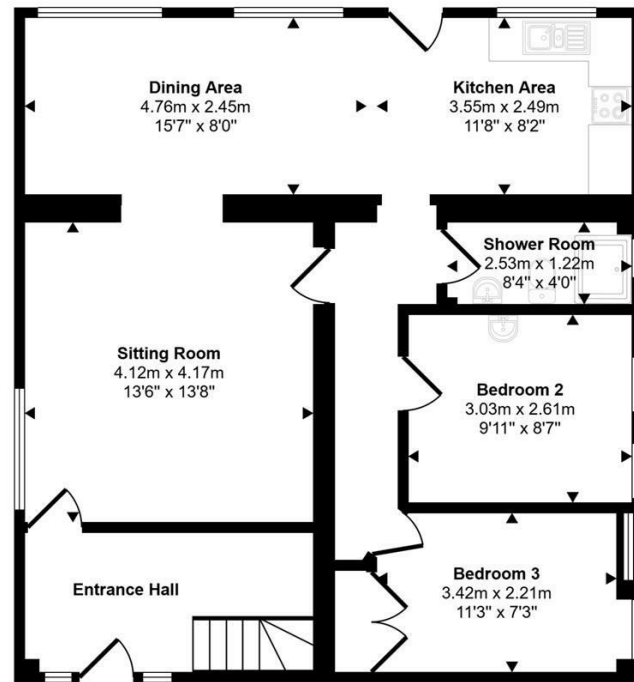 Dining Area
4.76m x 2.45m
15'7" x 8'0"
Kitchen Area
3.55m x 2.49m
11'8" x 8'2"
Shower Room
2.53m x 1.22m
8'4" x 4'0"
Sitting Room
4.12m x 4.17m
13'6" x 13'8"
Bedroom 2
3.03m x 2.61m
9'11" x 8'7"
Entrance Hall
Bedroom 3
3.42m x 2.21m
11'3" x 7'3"